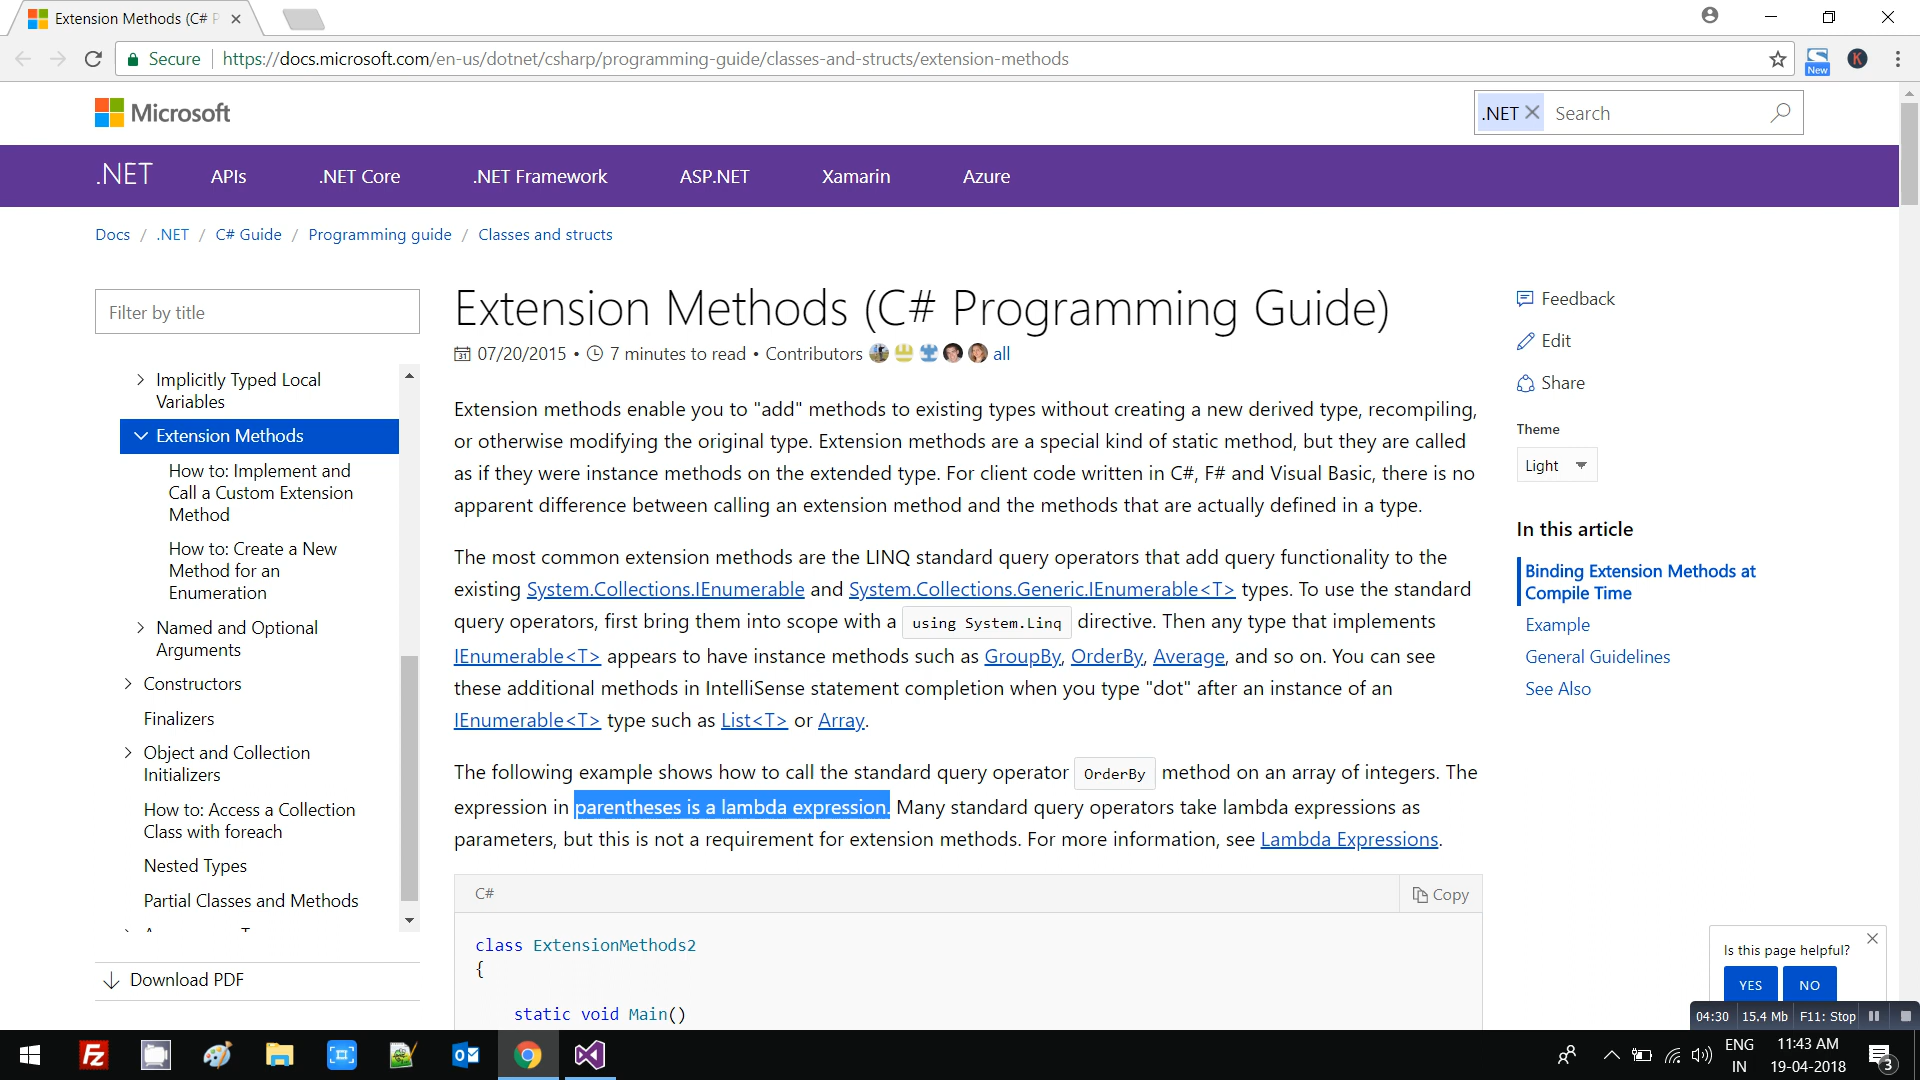 Extension Methods (C# P
Secure
https://docs.microsoft.com/en-us/dotnet/csharp/programming-guide/classes-and-structs/extension-methods
New
K
Microsoft
.NET
Search
.NET
APIs
.NET Core
.NET Framework
ASP.NET
Xamarin
Azure
Docs / .NET / C# Guide / Programming guide / Classes and structs
Filter by title
Implicitly Typed Local
Variables
Extension Methods
How to: Implement and
Call a Custom Extension
Method
How to: Create a New
Method for an
Enumeration
Named and Optional
Arguments
Constructors
Finalizers
Object and Collection
Initializers
How to: Access a Collection
Class with foreach
Nested Types
Partial Classes and Methods
Download PDF
Extension Methods (C# Programming Guide)
07/20/2015 • 7 minutes to read • Contributors all
Extension methods enable you to "add" methods to existing types without creating a new derived type, recompiling,
or otherwise modifying the original type. Extension methods are a special kind of static method, but they are called
as if they were instance methods on the extended type. For client code written in C#, F# and Visual Basic, there is no
apparent difference between calling an extension method and the methods that are actually defined in a type.
The most common extension methods are the LINQ standard query operators that add query functionality to the
existing System.Collections.IEnumerable and System.Collections.Generic.IEnumerable<T> types. To use the standard
query operators, first bring them into scope with a using System.Linq directive. Then any type that implements
IEnumerable<T> appears to have instance methods such as GroupBy, OrderBy, Average, and so on. You can see
these additional methods in IntelliSense statement completion when you type "dot" after an instance of an
IEnumerable<T> type such as List<T> or Array.
The following example shows how to call the standard query operator OrderBy method on an array of integers. The
expression in parentheses is a lambda expression. Many standard query operators take lambda expressions as
parameters, but this is not a requirement for extension methods. For more information, see Lambda Expressions.
C#
Copy
class ExtensionMethods2
{
static void Main()
Feedback
Edit
Share
Theme
Light
In this article
Binding Extension Methods at
Compile Time
Example
General Guidelines
See Also
Is this page helpful?
YES
NO
04:30 15.4 Mb F11: Stop
Fz
ENG
IN
11:43 AM
19-04-2018
3